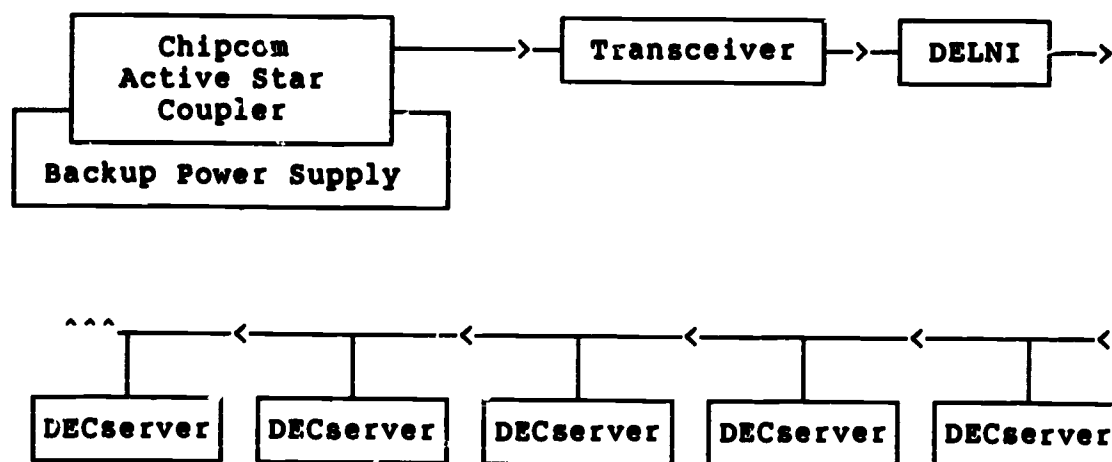 Chipcom
Active Star
Coupler
Backup Power Supply
> Transceiver > DELNI >
^^^ < < < < <
DECserver DECserver DECserver DECserver DECserver